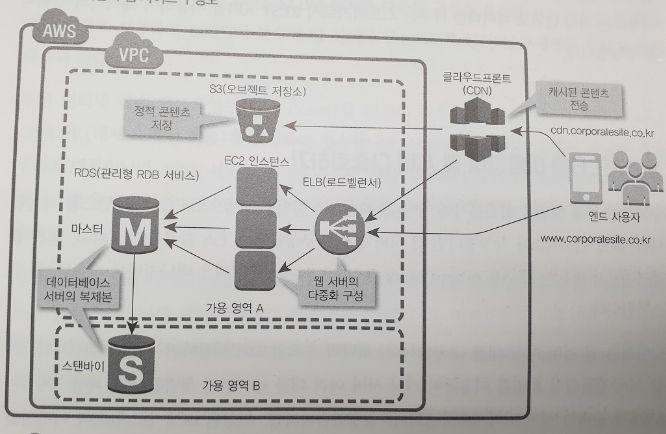 AWS
VPC
S3(오브젝트 저장소)
정적 콘텐츠
저장
클라우드프론트
(CDN)
캐시된 콘텐츠
전송
cdn.corporatesite.co.kr
RDS(관리형 RDB 서비스)
EC2 인스턴스
ELB(로드밸런서)
마스터
M
엔드 사용자
www.corporatesite.co.kr
데이터베이스
서버의 복제본
웹 서버의
다중화 구성
가용 영역 A
스탠바이
S
가용 영역 B